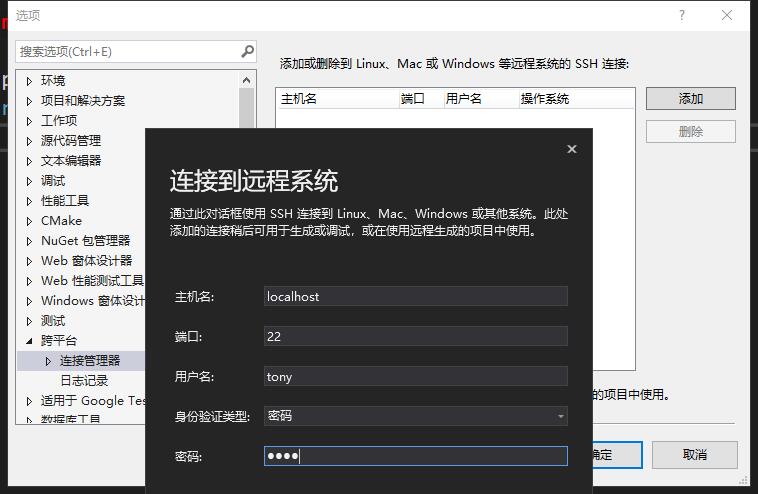 选项
搜索选项(Ctrl+E)
环境
项目和解决方案
工作项
源代码管理
文本编辑器
调试
性能工具
CMake
NuGet 包管理器
Web 窗体设计器
Web 性能测试工具
Windows 窗体设计
测试
跨平台
连接管理器
日志记录
适用于 Google Tes
数据库工具
添加或删除到 Linux、Mac 或 Windows 等远程系统的 SSH 连接:
主机名 端口 用户名 操作系统
添加
删除
连接到远程系统
通过此对话框使用 SSH 连接到 Linux、Mac、Windows 或其他系统。此处
添加的连接稍后可用于生成或调试，或在使用远程生成的项目中使用。
主机名: localhost
端口: 22
用户名: tony
身份验证类型: 密码
密码: ●●●●
的项目中使用。
确定
取消